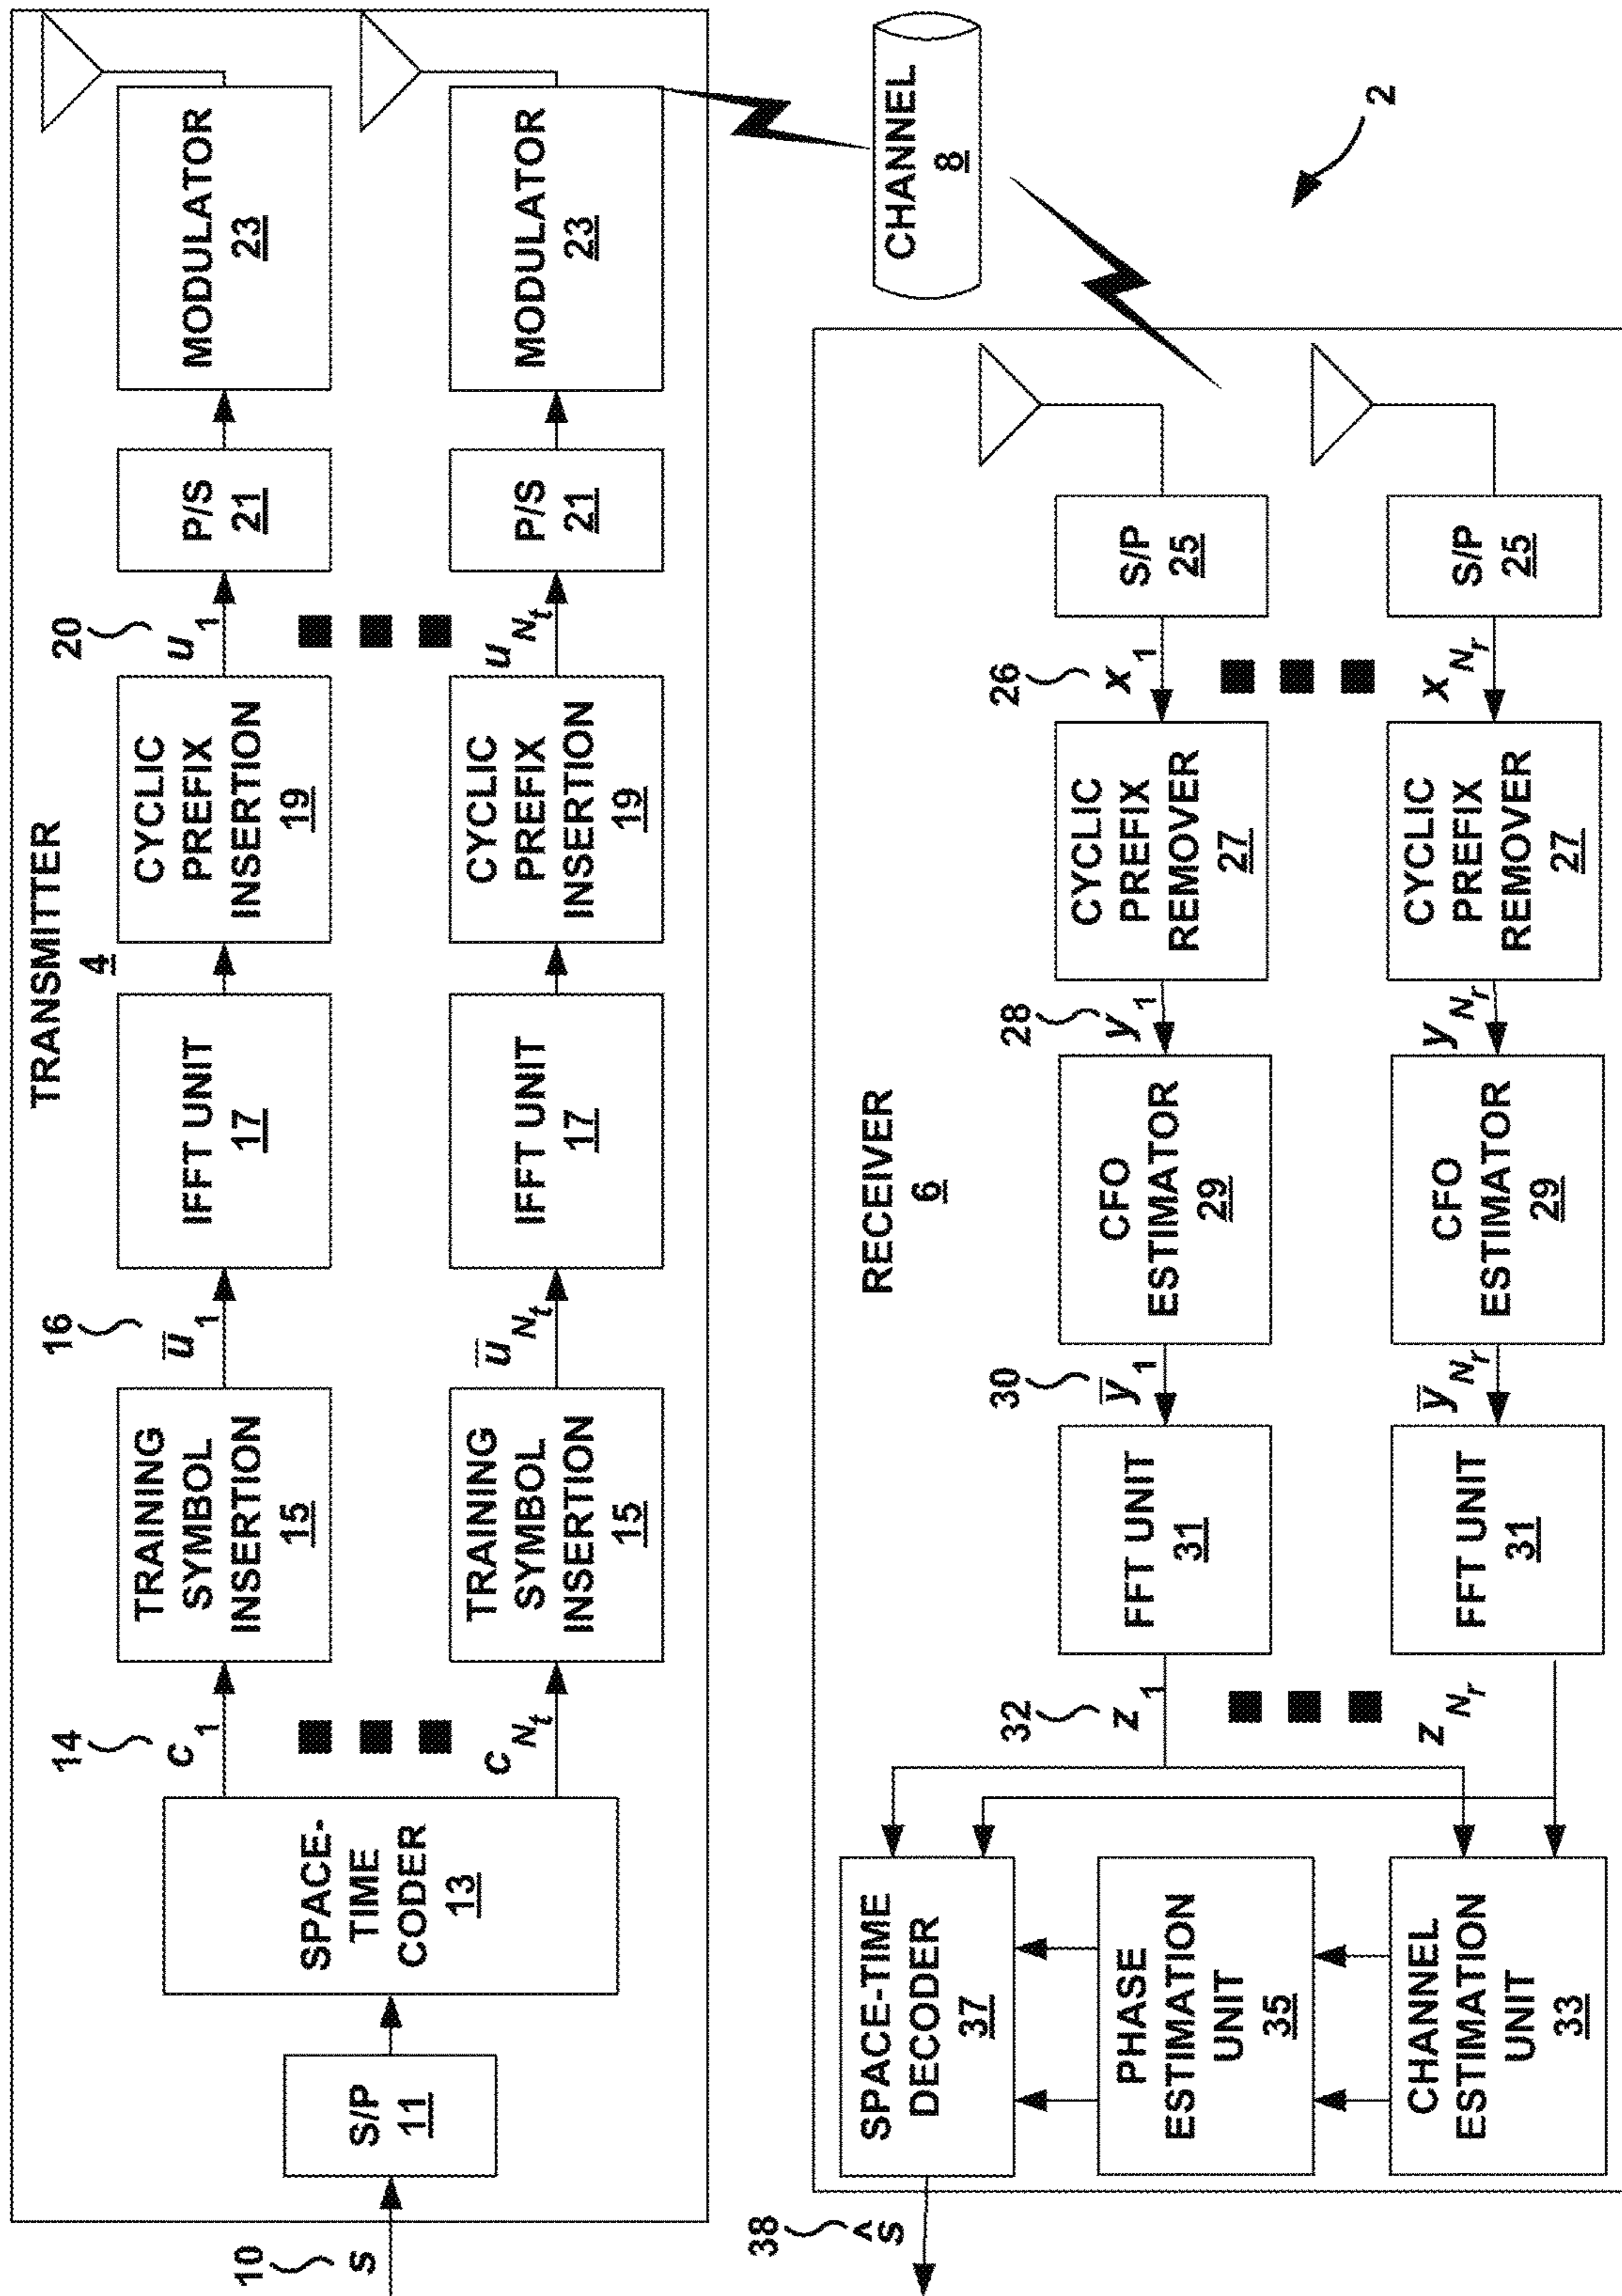 TRANSMITTER
4
10
s
S/P
11
SPACE-
TIME
CODER
13
14
c1
TRAINING
SYMBOL
INSERTION
15
16
u̅1
IFFT UNIT
17
CYCLIC
PREFIX
INSERTION
19
20
u1
P/S
21
MODULATOR
23
cNt
TRAINING
SYMBOL
INSERTION
15
u̅Nt
IFFT UNIT
17
CYCLIC
PREFIX
INSERTION
19
uNt
P/S
21
MODULATOR
23
CHANNEL
8
2
RECEIVER
6
38
ŝ
SPACE-TIME
DECODER
37
PHASE
ESTIMATION
UNIT
35
CHANNEL
ESTIMATION
UNIT
33
32
z1
FFT UNIT
31
30
y̅1
CFO
ESTIMATOR
29
28
y1
CYCLIC
PREFIX
REMOVER
27
26
x1
S/P
25
zNr
FFT UNIT
31
y̅Nr
CFO
ESTIMATOR
29
yNr
CYCLIC
PREFIX
REMOVER
27
xNr
S/P
25